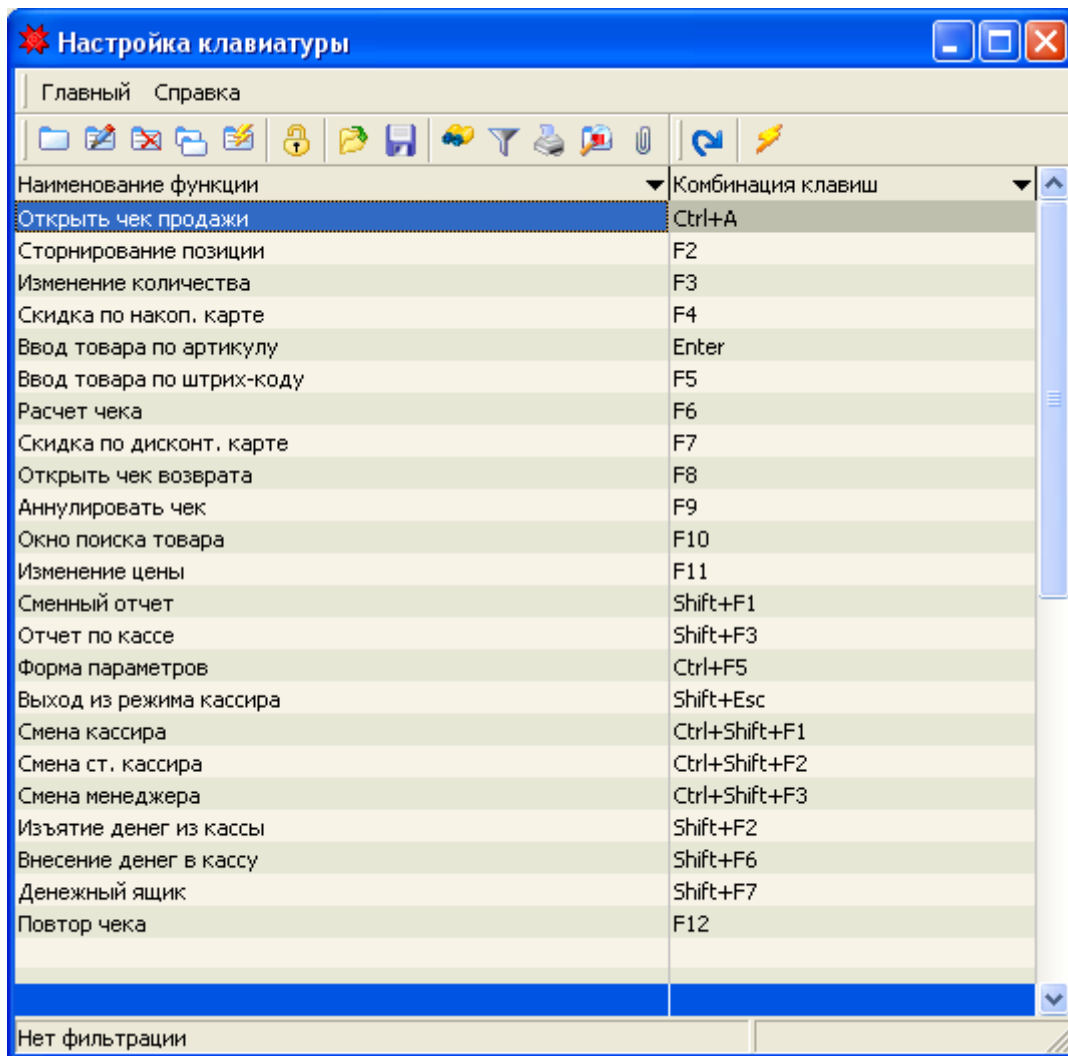 Настройка клавиатуры
Главный Справка
Наименование функции Комбинация клавиш
Открыть чек продажи Ctrl+A
Сторнирование позиции F2
Изменение количества F3
Скидка по накоп. карте F4
Ввод товара по артикулу Enter
Ввод товара по штрих-коду F5
Расчет чека F6
Скидка по дисконт. карте F7
Открыть чек возврата F8
Аннулировать чек F9
Окно поиска товара F10
Изменение цены F11
Сменный отчет Shift+F1
Отчет по кассе Shift+F3
Форма параметров Ctrl+F5
Выход из режима кассира Shift+Esc
Смена кассира Ctrl+Shift+F1
Смена ст. кассира Ctrl+Shift+F2
Смена менеджера Ctrl+Shift+F3
Изъятие денег из кассы Shift+F2
Внесение денег в кассу Shift+F6
Денежный ящик Shift+F7
Повтор чека F12
Нет фильтрации